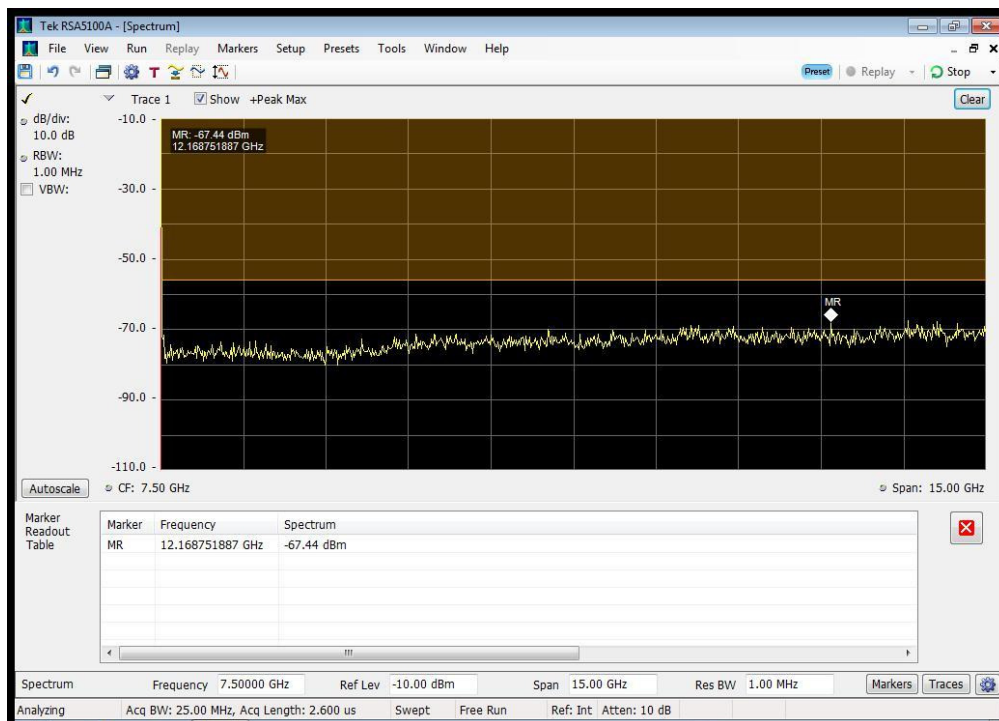 Tek RSA5100A - [Spectrum]
File View Run Replay Markers Setup Presets Tools Window Help
T
Preset Replay Stop
Trace 1 Show +Peak Max Clear
dB/div:
10.0 dB
RBW:
1.00 MHz
VBW:
-10.0
MR: -67.44 dBm
12.168751887 GHz
-30.0
-50.0
MR
-70.0
-90.0
-110.0
Autoscale CF: 7.50 GHz Span: 15.00 GHz
Marker
Readout
Table
Marker Frequency Spectrum
MR 12.168751887 GHz -67.44 dBm
Spectrum Frequency 7.50000 GHz Ref Lev -10.00 dBm Span 15.00 GHz Res BW 1.00 MHz Markers Traces
Analyzing Acq BW: 25.00 MHz, Acq Length: 2.600 us Swept Free Run Ref: Int Atten: 10 dB